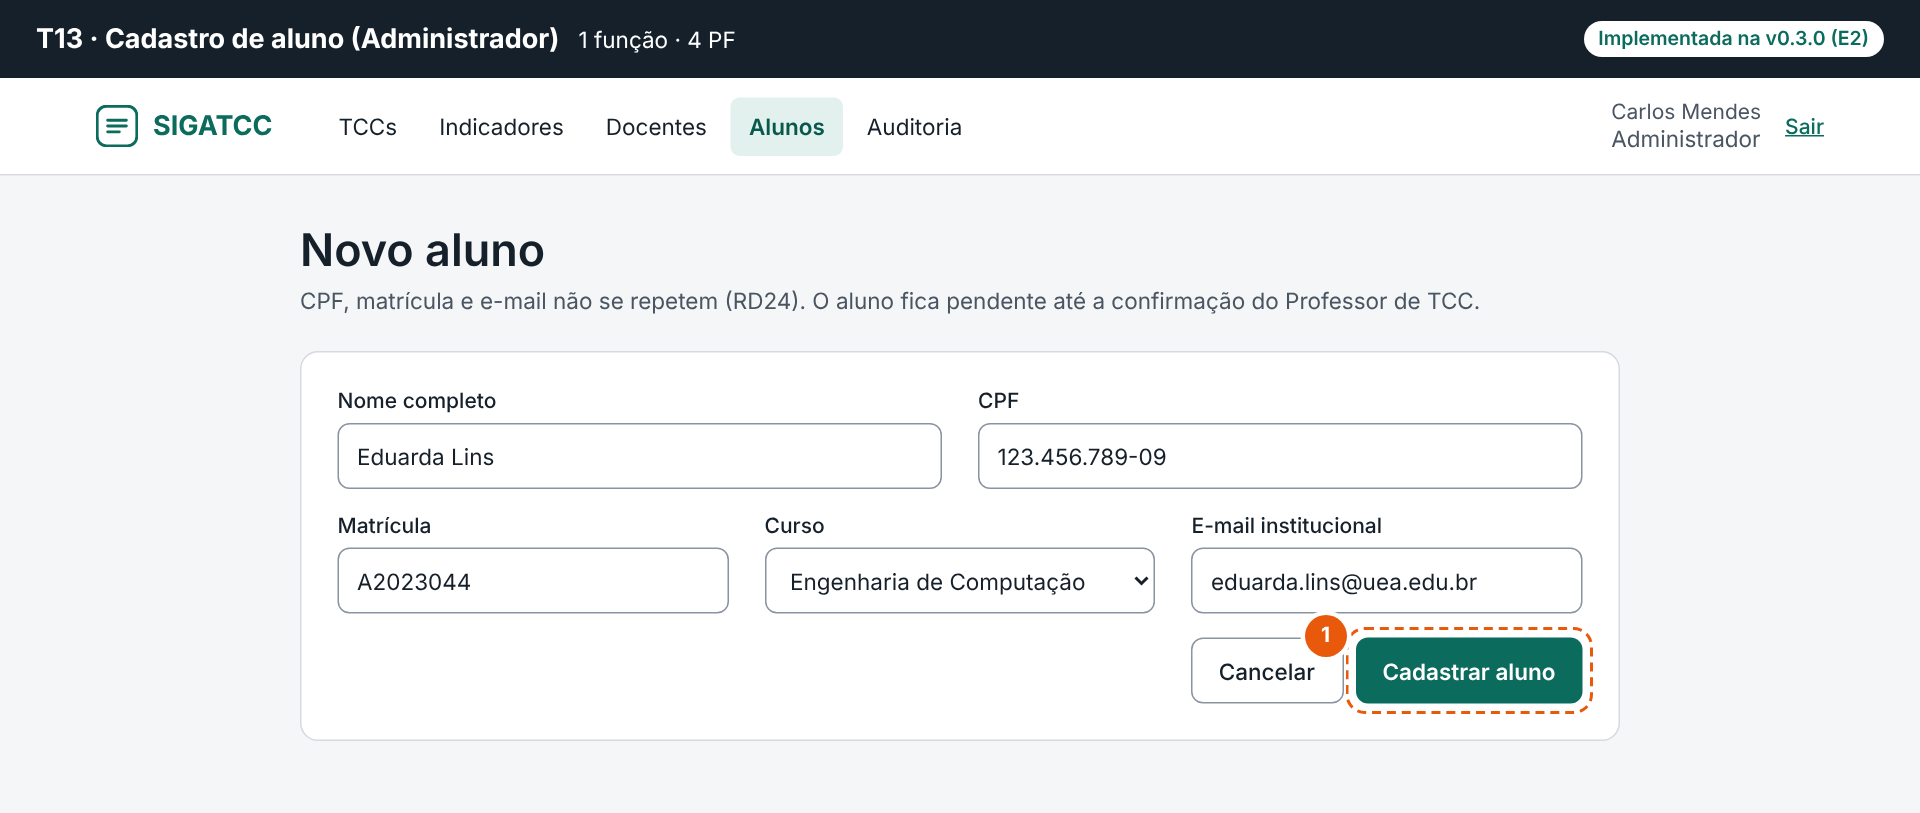 T13 · Cadastro de aluno (Administrador) 1 função · 4 PF
Implementada na v0.3.0 (E2)
SIGATCC
TCCs
Indicadores
Docentes
Alunos
Auditoria
Carlos Mendes
Administrador
Sair
Novo aluno
CPF, matrícula e e-mail não se repetem (RD24). O aluno fica pendente até a confirmação do Professor de TCC.
Nome completo
Eduarda Lins
CPF
123.456.789-09
Matrícula
A2023044
Curso
Engenharia de Computação
E-mail institucional
eduarda.lins@uea.edu.br
Cancelar
1
Cadastrar aluno